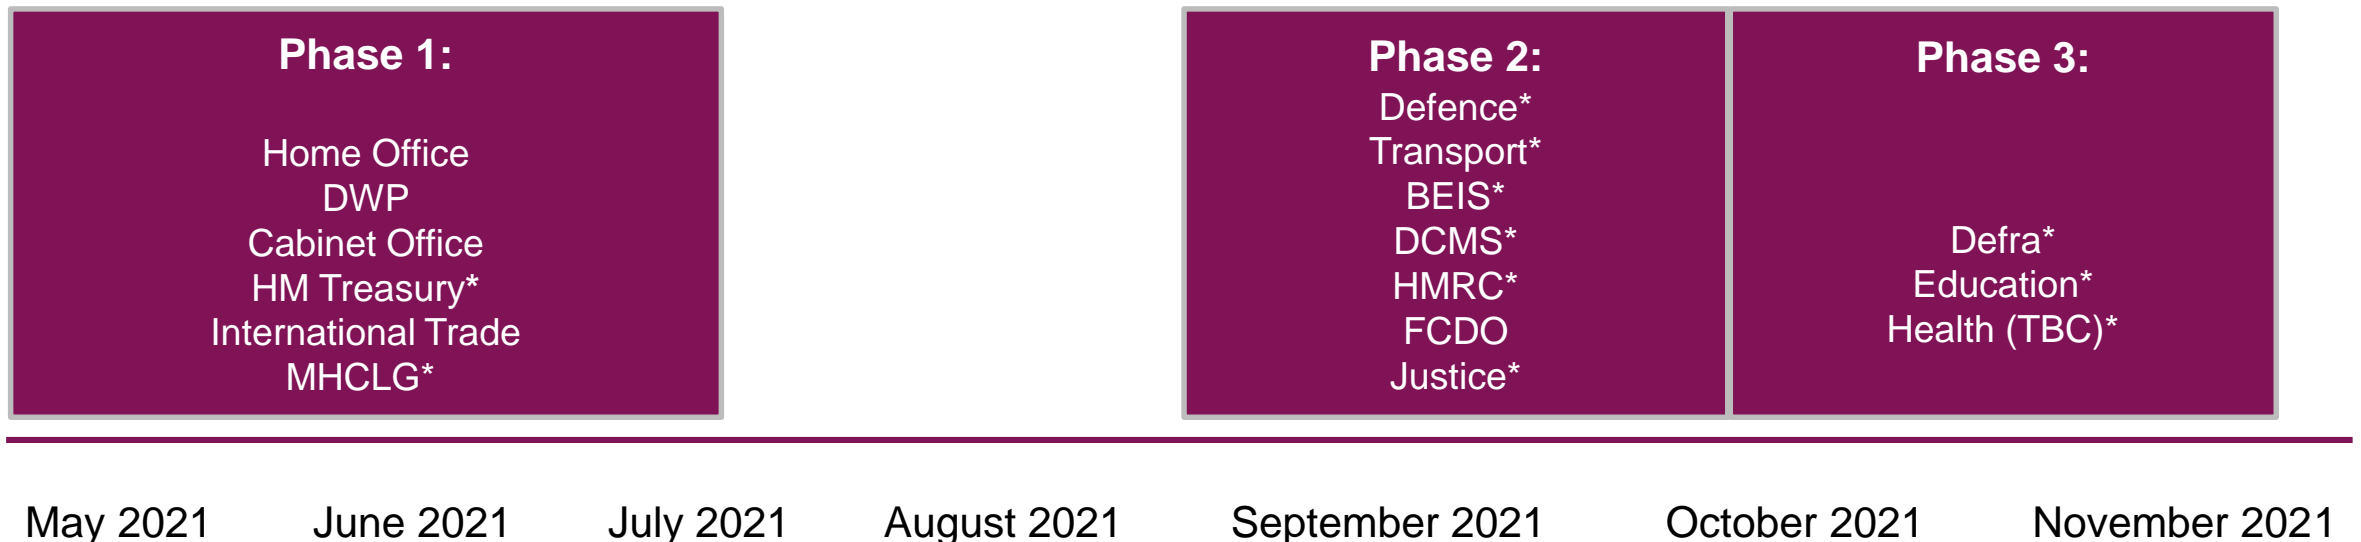 Phase 1:
Home Office
DWP
Cabinet Office
HM Treasury*
International Trade
MHCLG*
Phase 2:
Defence*
Transport*
BEIS*
DCMS*
HMRC*
FCDO
Justice*
Phase 3:
Defra*
Education*
Health (TBC)*
May 2021
June 2021
July 2021
August 2021
September 2021
October 2021
November 2021